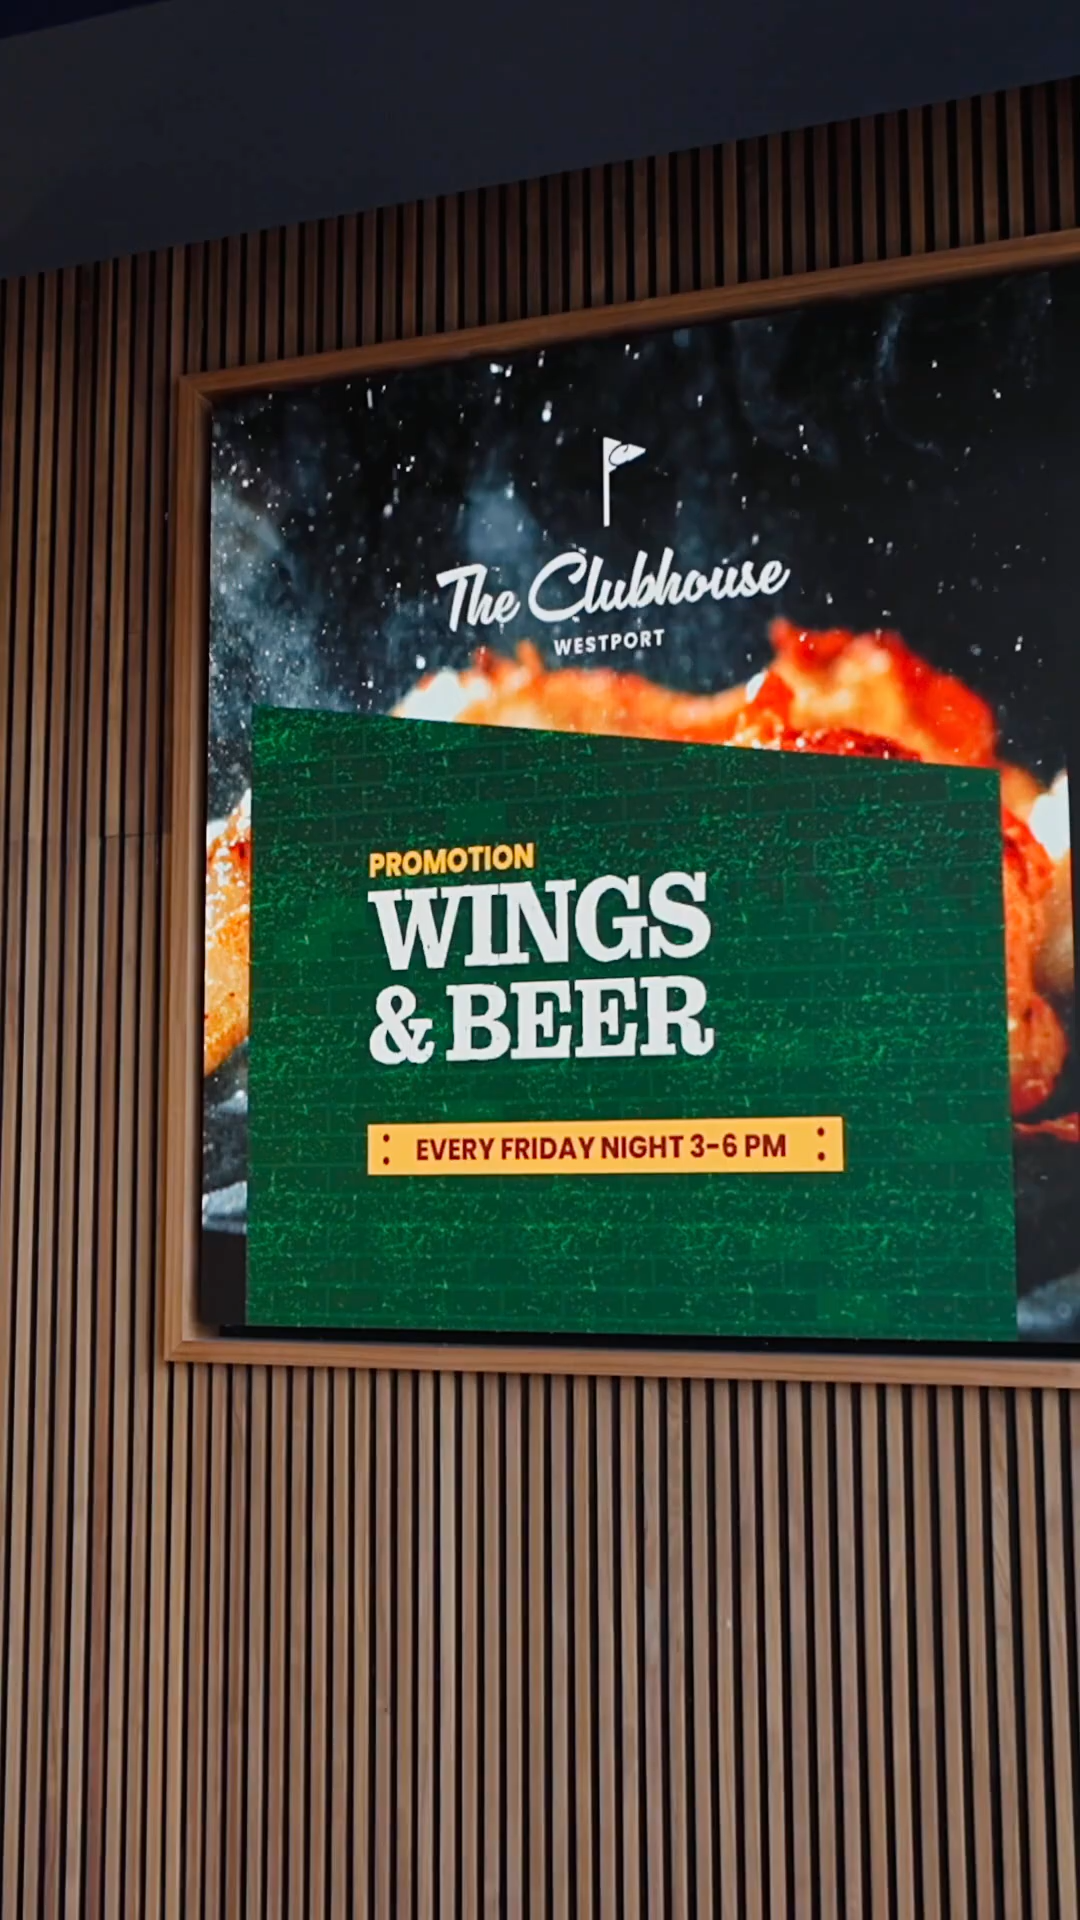 The Clubhouse
WESTPORT
PROMOTION
WINGS
& BEER
EVERY FRIDAY NIGHT 3-6 PM